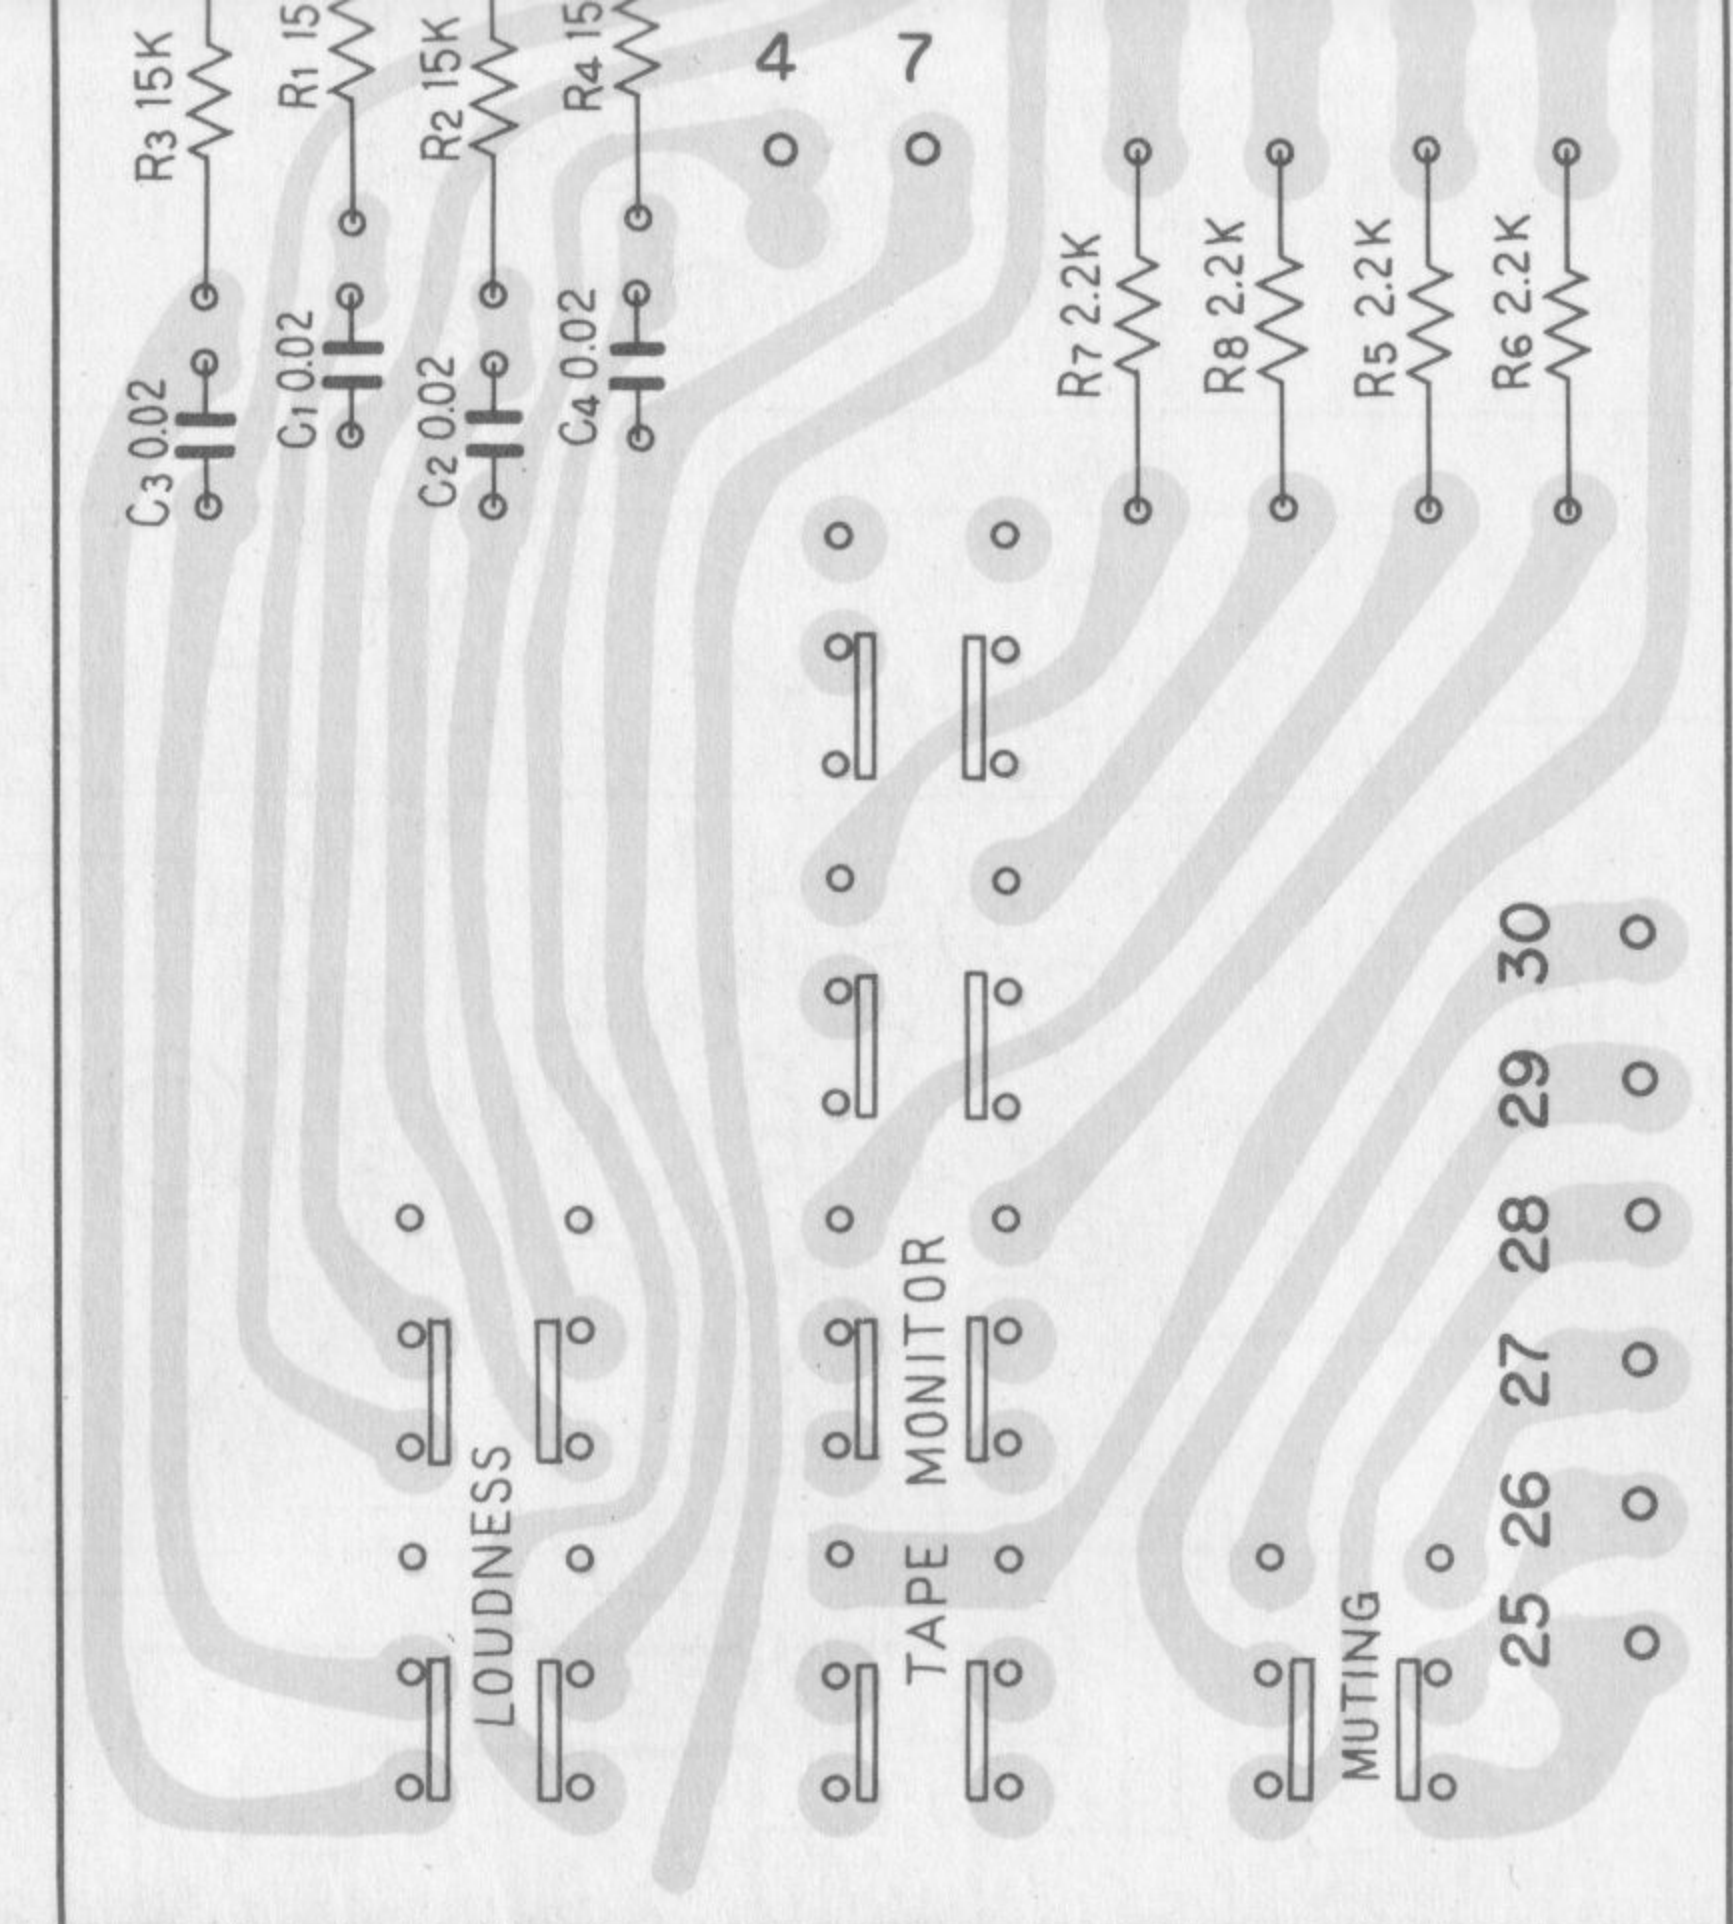 R3 15K
R1 15
R2 15K
R4 15
4
7
C3 0.02
C1 0.02
C2 0.02
C4 0.02
R7 2.2K
R8 2.2K
R5 2.2K
R6 2.2K
30
29
28
27
26
25
LOUDNESS
TAPE MONITOR
MUTING